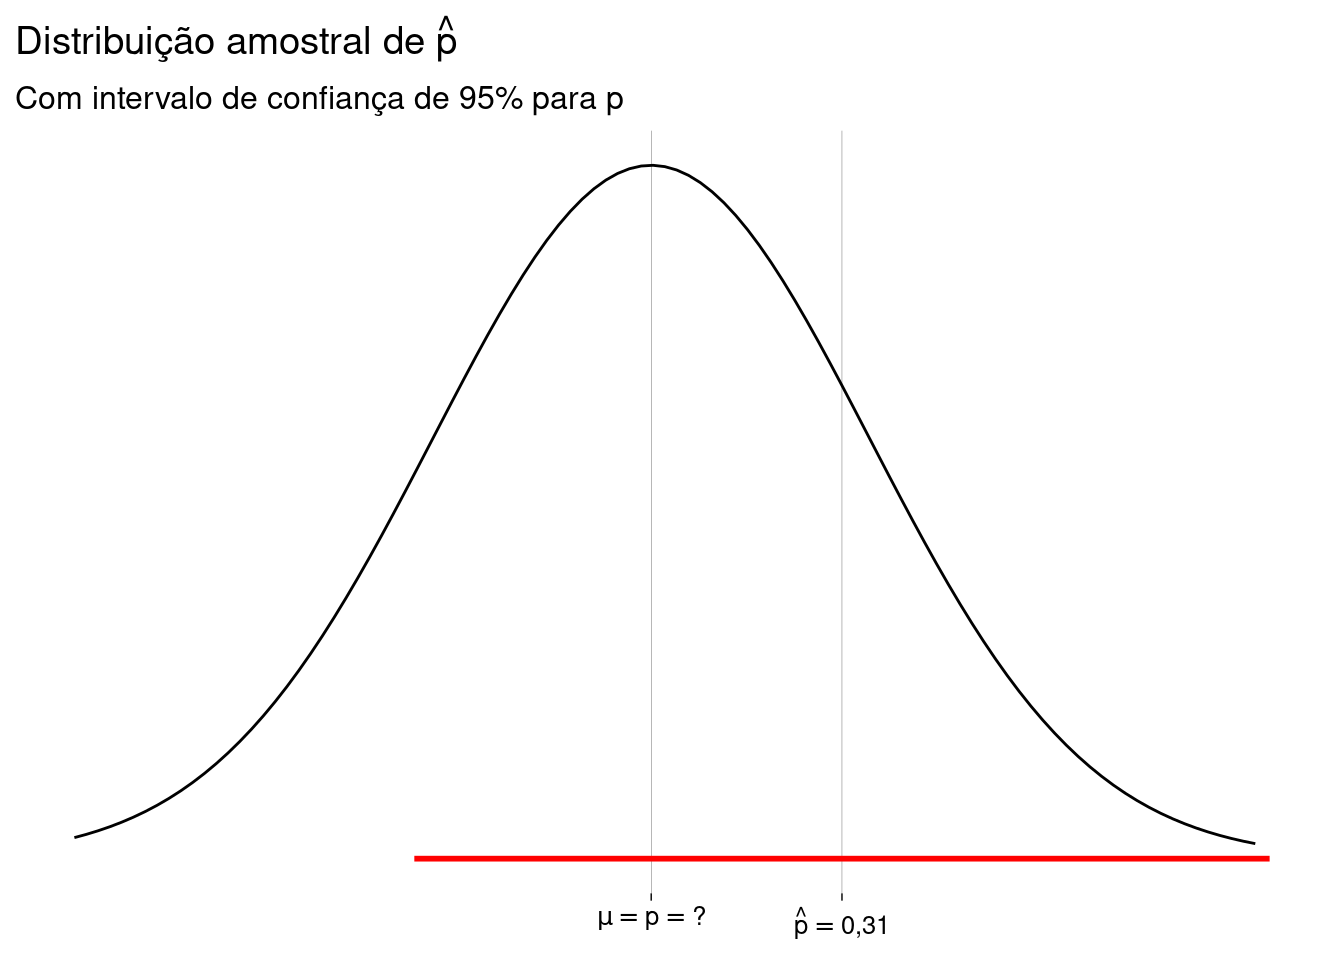 Distribuição amostral de p̂
Com intervalo de confiança de 95% para p
μ = p = ?
p̂ = 0,31